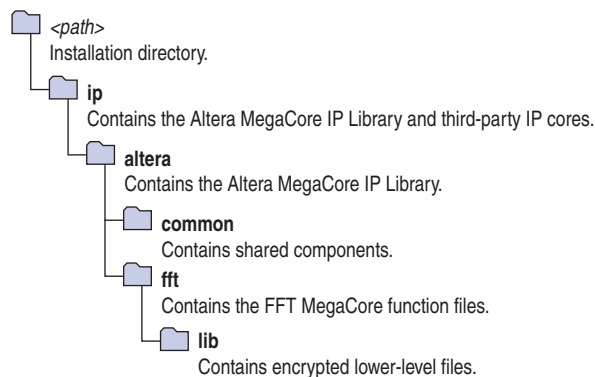 <path>
Installation directory.
ip
Contains the Altera MegaCore IP Library and third-party IP cores.
altera
Contains the Altera MegaCore IP Library.
common
Contains shared components.
fft
Contains the FFT MegaCore function files.
lib
Contains encrypted lower-level files.